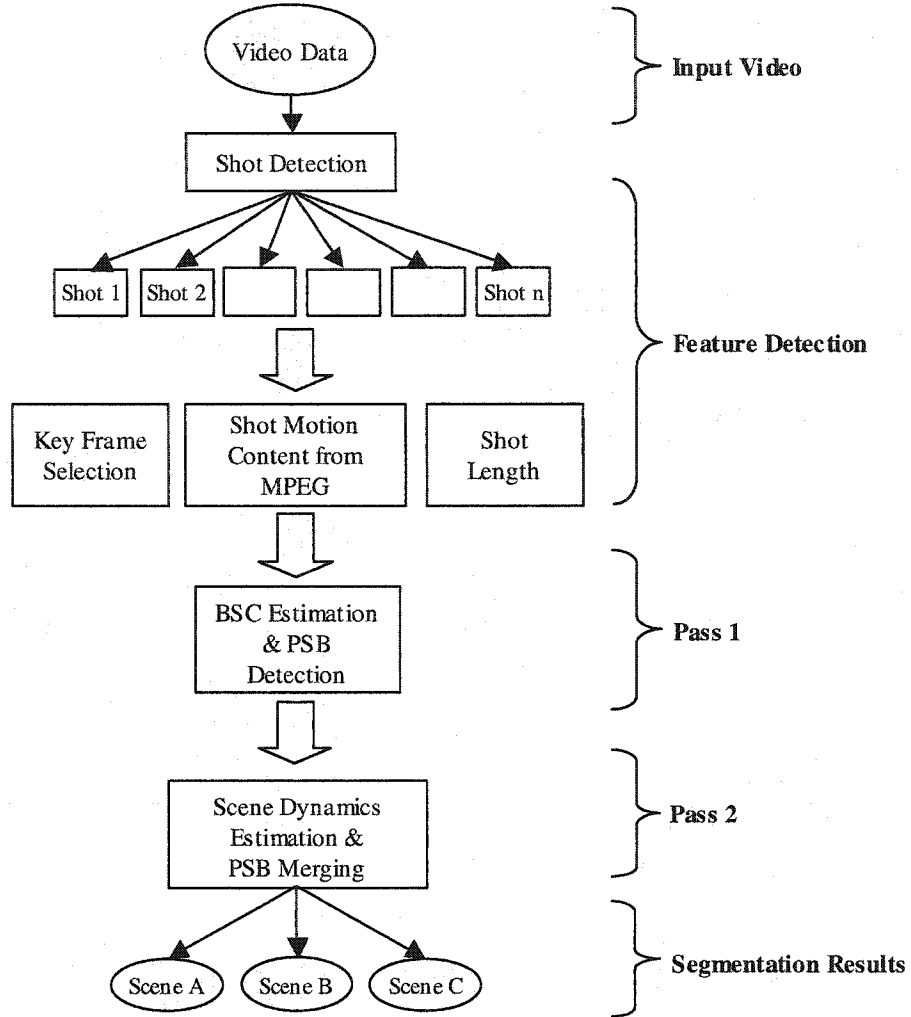 Video Data
Input Video
Shot Detection
Shot 1
Shot 2
Shot n
Feature Detection
Key Frame
Selection
Shot Motion
Content from
MPEG
Shot
Length
BSC Estimation
& PSB
Detection
Pass 1
Scene Dynamics
Estimation &
PSB Merging
Pass 2
Scene A
Scene B
Scene C
Segmentation Results